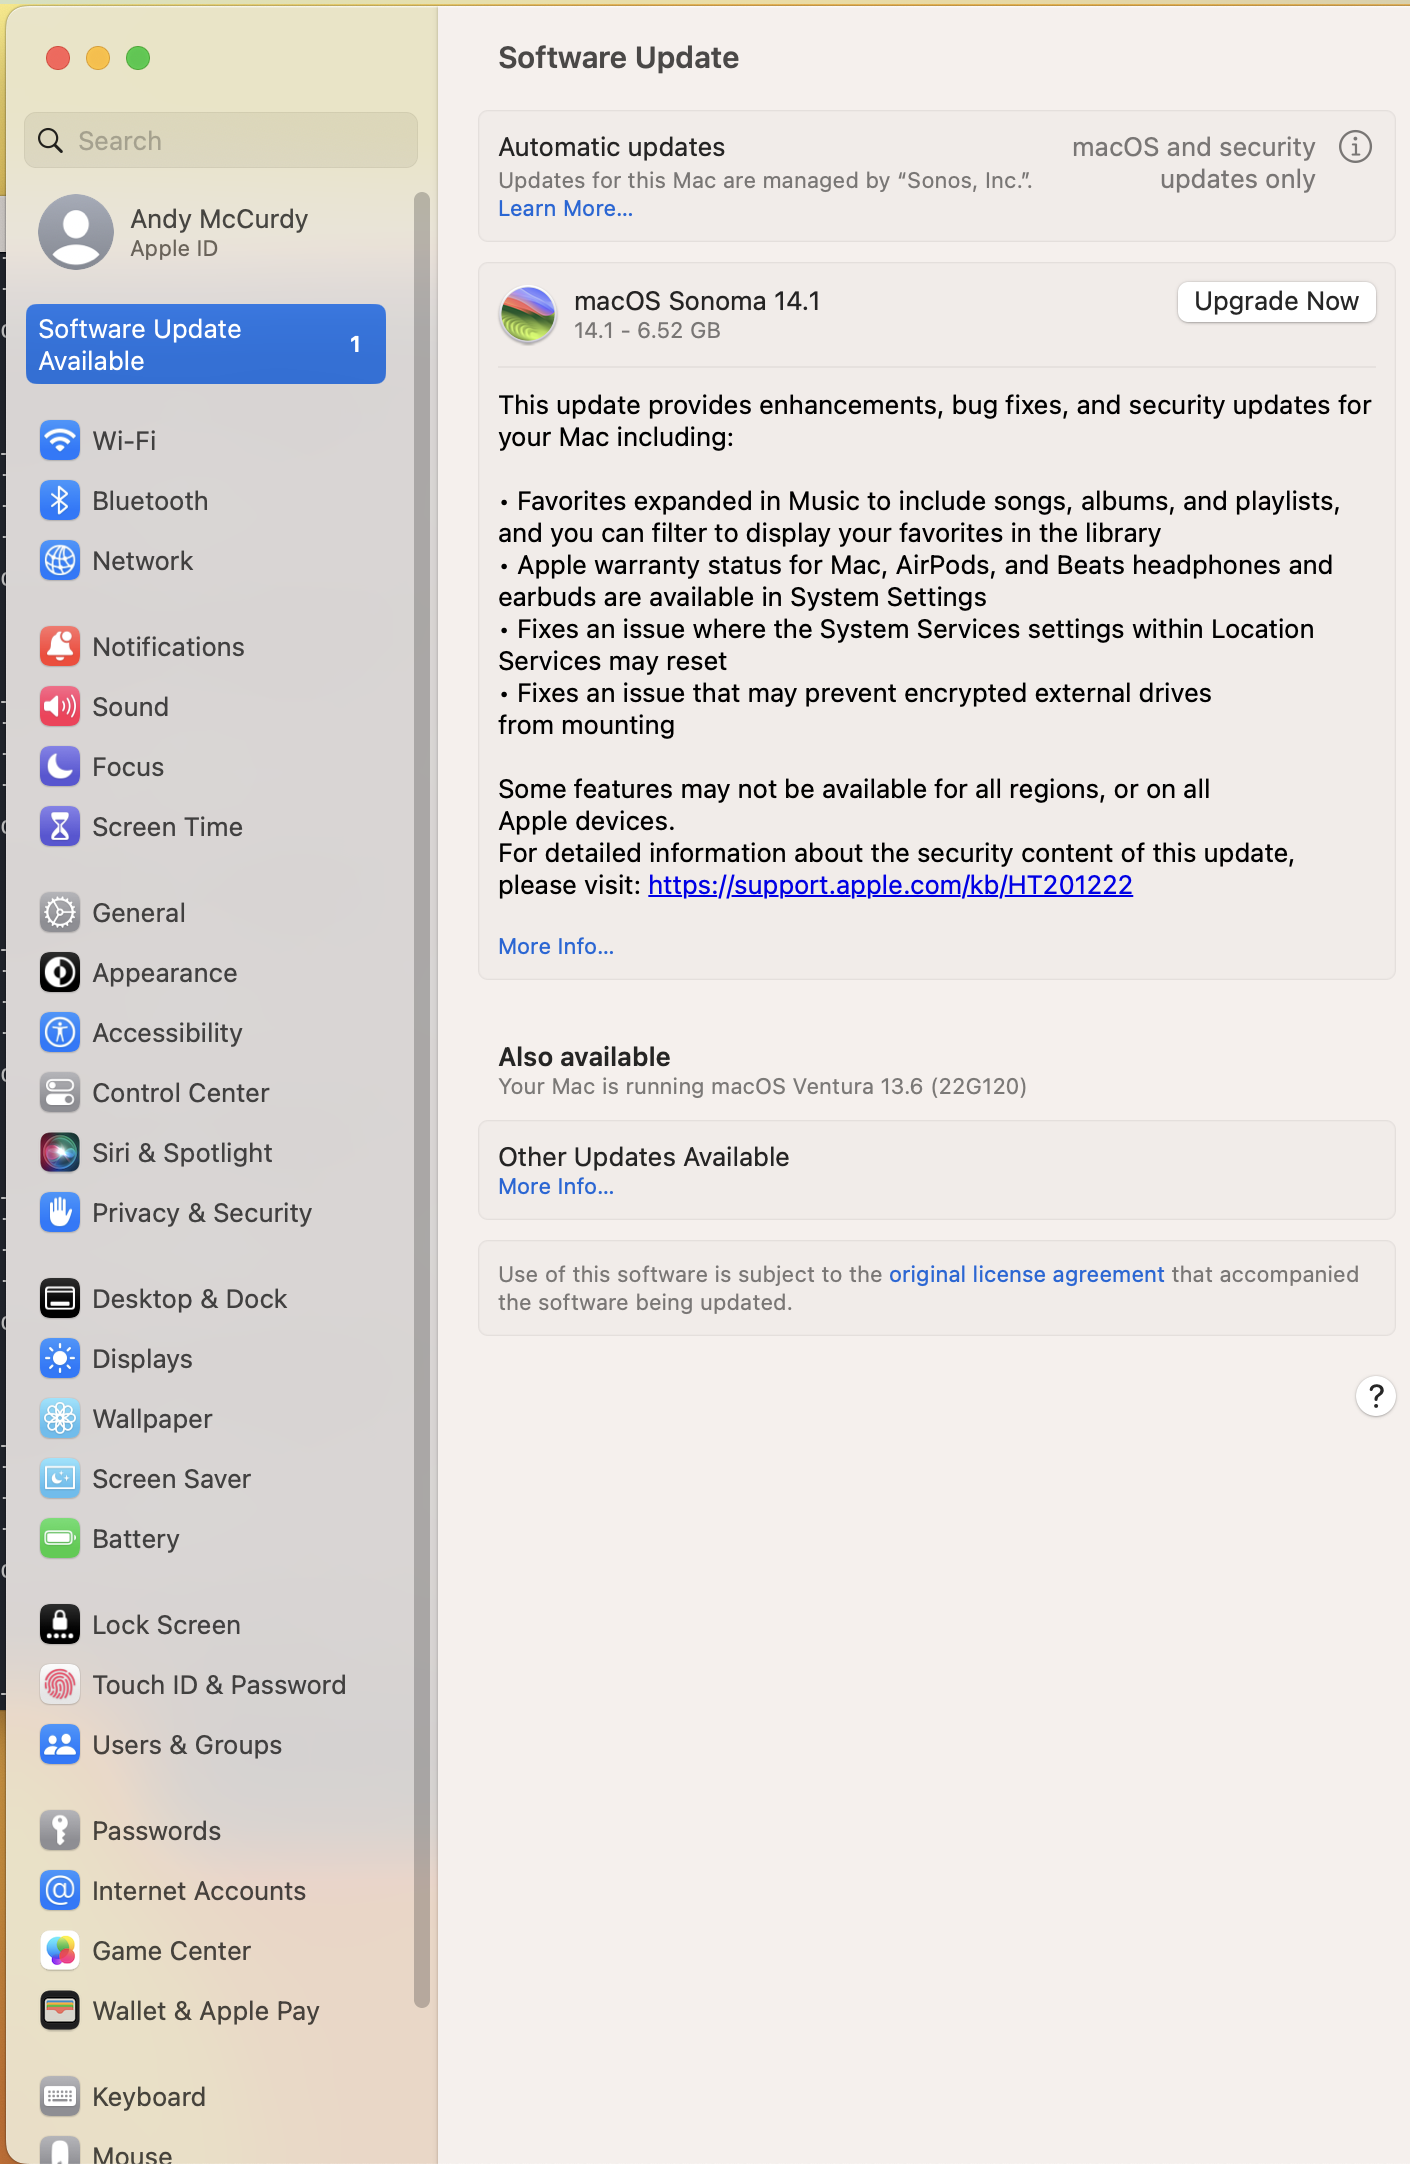 Software Update
Search
Automatic updates
macOS and security
updates only
Updates for this Mac are managed by “Sonos, Inc.”.
Learn More...
Andy McCurdy
Apple ID
Software Update
Available
1
Wi-Fi
Bluetooth
Network
Notifications
Sound
Focus
Screen Time
General
Appearance
Accessibility
Control Center
Siri & Spotlight
Privacy & Security
Desktop & Dock
Displays
Wallpaper
Screen Saver
Battery
Lock Screen
Touch ID & Password
Users & Groups
Passwords
Internet Accounts
Game Center
Wallet & Apple Pay
Keyboard
Mouse
macOS Sonoma 14.1
14.1 - 6.52 GB
Upgrade Now
This update provides enhancements, bug fixes, and security updates for
your Mac including:
• Favorites expanded in Music to include songs, albums, and playlists,
and you can filter to display your favorites in the library
• Apple warranty status for Mac, AirPods, and Beats headphones and
earbuds are available in System Settings
• Fixes an issue where the System Services settings within Location
Services may reset
• Fixes an issue that may prevent encrypted external drives
from mounting
Some features may not be available for all regions, or on all
Apple devices.
For detailed information about the security content of this update,
please visit: https://support.apple.com/kb/HT201222
More Info...
Also available
Your Mac is running macOS Ventura 13.6 (22G120)
Other Updates Available
More Info...
Use of this software is subject to the original license agreement that accompanied
the software being updated.
?